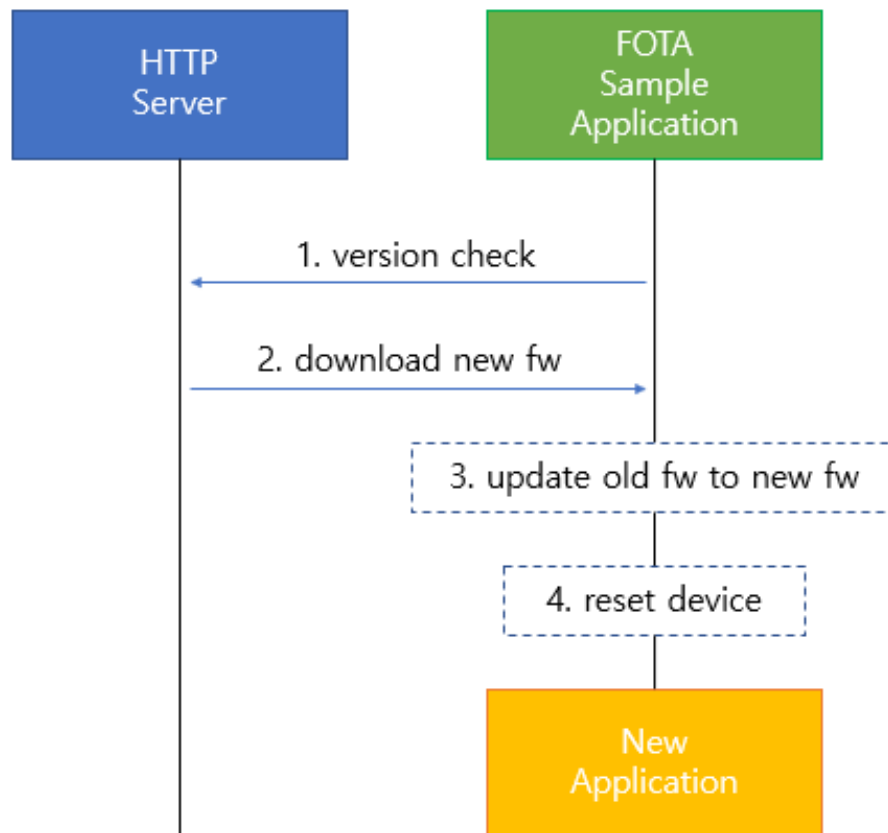 HTTP
Server
FOTA
Sample
Application
1. version check
2. download new fw
3. update old fw to new fw
4. reset device
New
Application